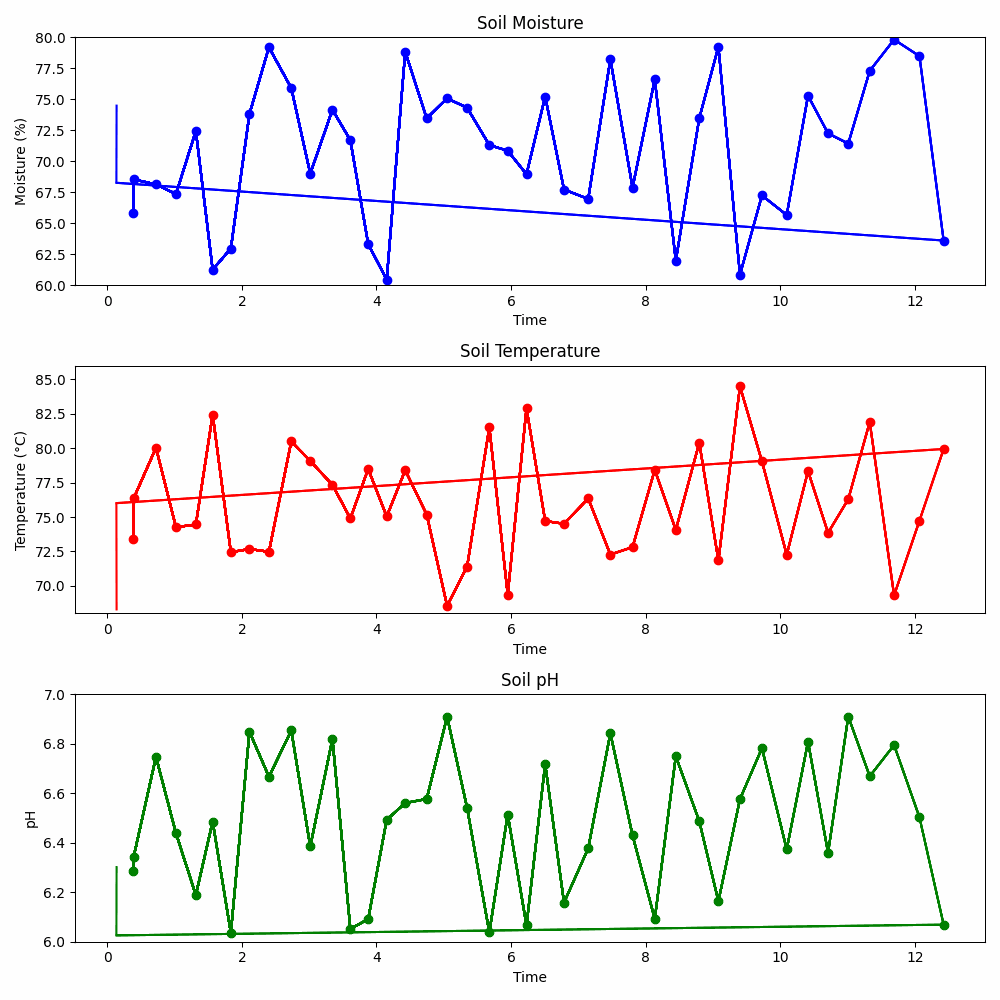 Soil Moisture
80.0
77.5
75.0
72.5
70.0
67.5
65.0
62.5
60.0
Moisture (%)
0 2 4 6 8 10 12
Time
Soil Temperature
85.0
82.5
80.0
77.5
75.0
72.5
70.0
Temperature (°C)
0 2 4 6 8 10 12
Time
Soil pH
7.0
6.8
6.6
6.4
6.2
6.0
pH
0 2 4 6 8 10 12
Time